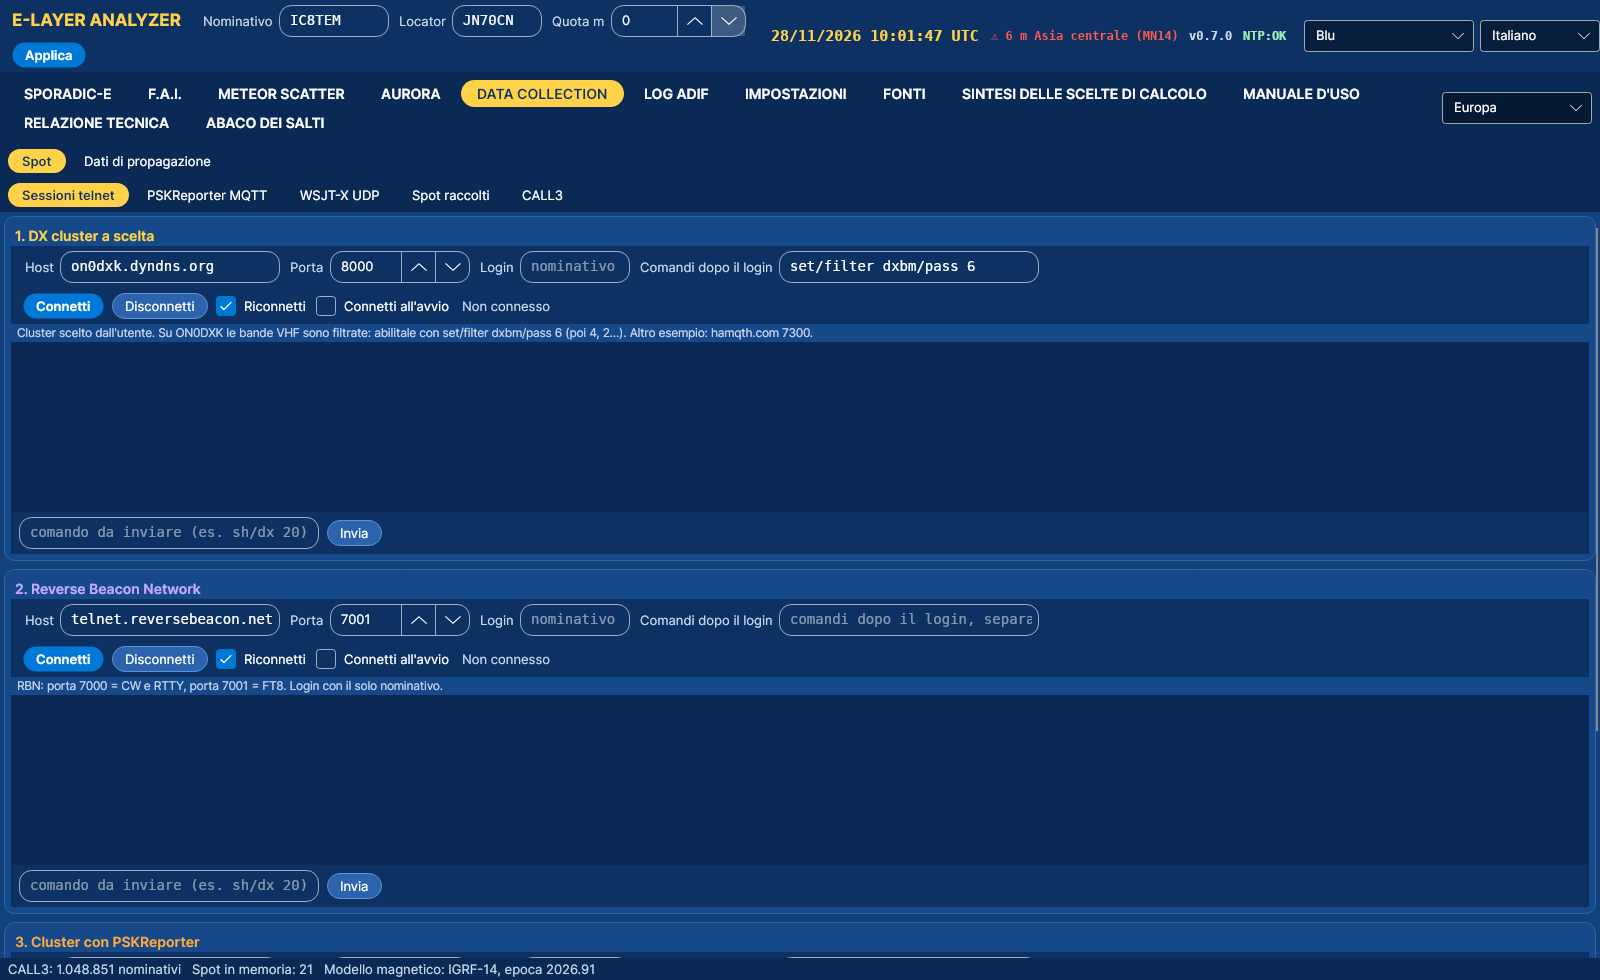 E-LAYER ANALYZER Nominativo IC8TEM Locator JN70CN Quota m 0
28/11/2026 10:01:47 UTC ⚠ 6 m Asia centrale (MN14) v0.7.0 NTP:OK Blu Italiano
Applica
SPORADIC-E F.A.I. METEOR SCATTER AURORA DATA COLLECTION LOG ADIF IMPOSTAZIONI FONTI SINTESI DELLE SCELTE DI CALCOLO MANUALE D'USO
Europa
RELAZIONE TECNICA ABACO DEI SALTI
Spot Dati di propagazione
Sessioni telnet PSKReporter MQTT WSJT-X UDP Spot raccolti CALL3
1. DX cluster a scelta
Host on0dxk.dyndns.org Porta 8000 Login nominativo Comandi dopo il login set/filter dxbm/pass 6
Connetti Disconnetti Riconnetti Connetti all'avvio Non connesso
Cluster scelto dall'utente. Su ON0DXK le bande VHF sono filtrate: abilitale con set/filter dxbm/pass 6 (poi 4, 2...). Altro esempio: hamqth.com 7300.
comando da inviare (es. sh/dx 20) Invia
2. Reverse Beacon Network
Host telnet.reversebeacon.net Porta 7001 Login nominativo Comandi dopo il login comandi dopo il login, separa
Connetti Disconnetti Riconnetti Connetti all'avvio Non connesso
RBN: porta 7000 = CW e RTTY, porta 7001 = FT8. Login con il solo nominativo.
comando da inviare (es. sh/dx 20) Invia
3. Cluster con PSKReporter
CALL3: 1.048.851 nominativi Spot in memoria: 21 Modello magnetico: IGRF-14, epoca 2026.91